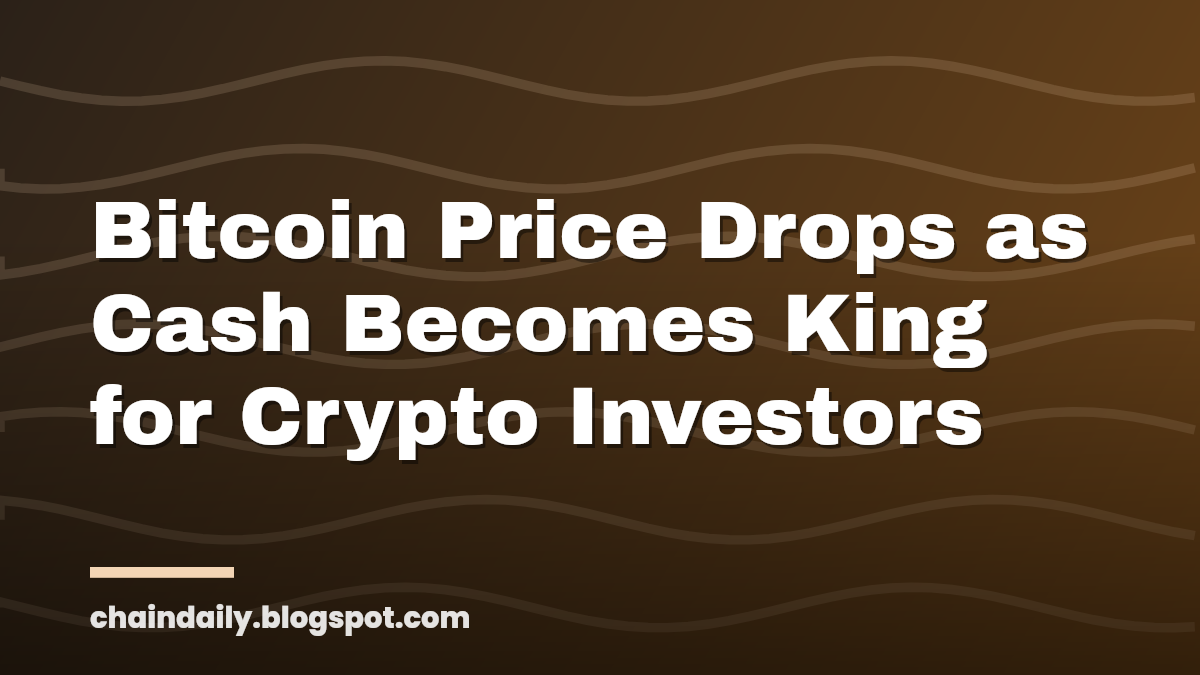 Bitcoin Price Drops as
Cash Becomes King
for Crypto Investors
chaindaily.blogspot.com